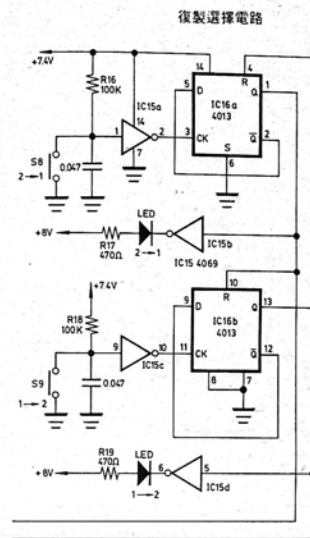 復製選擇電路
+7.4V
R16
100K
S8
2→1
0.047
IC15a
1
14
2
7
3
14
4
R
5
D
Q
1
IC16a
4013
CK
Q̅
2
S
6
+8V
R17
470Ω
LED
2→1
IC15b
IC15 4069
+7.4V
R18
100K
S9
1→2
0.047
9
IC15c
10
11
10
R
9
D
Q
13
IC16b
4013
CK
Q̅
12
8
7
+8V
R19
470Ω
LED
1→2
6
5
IC15d